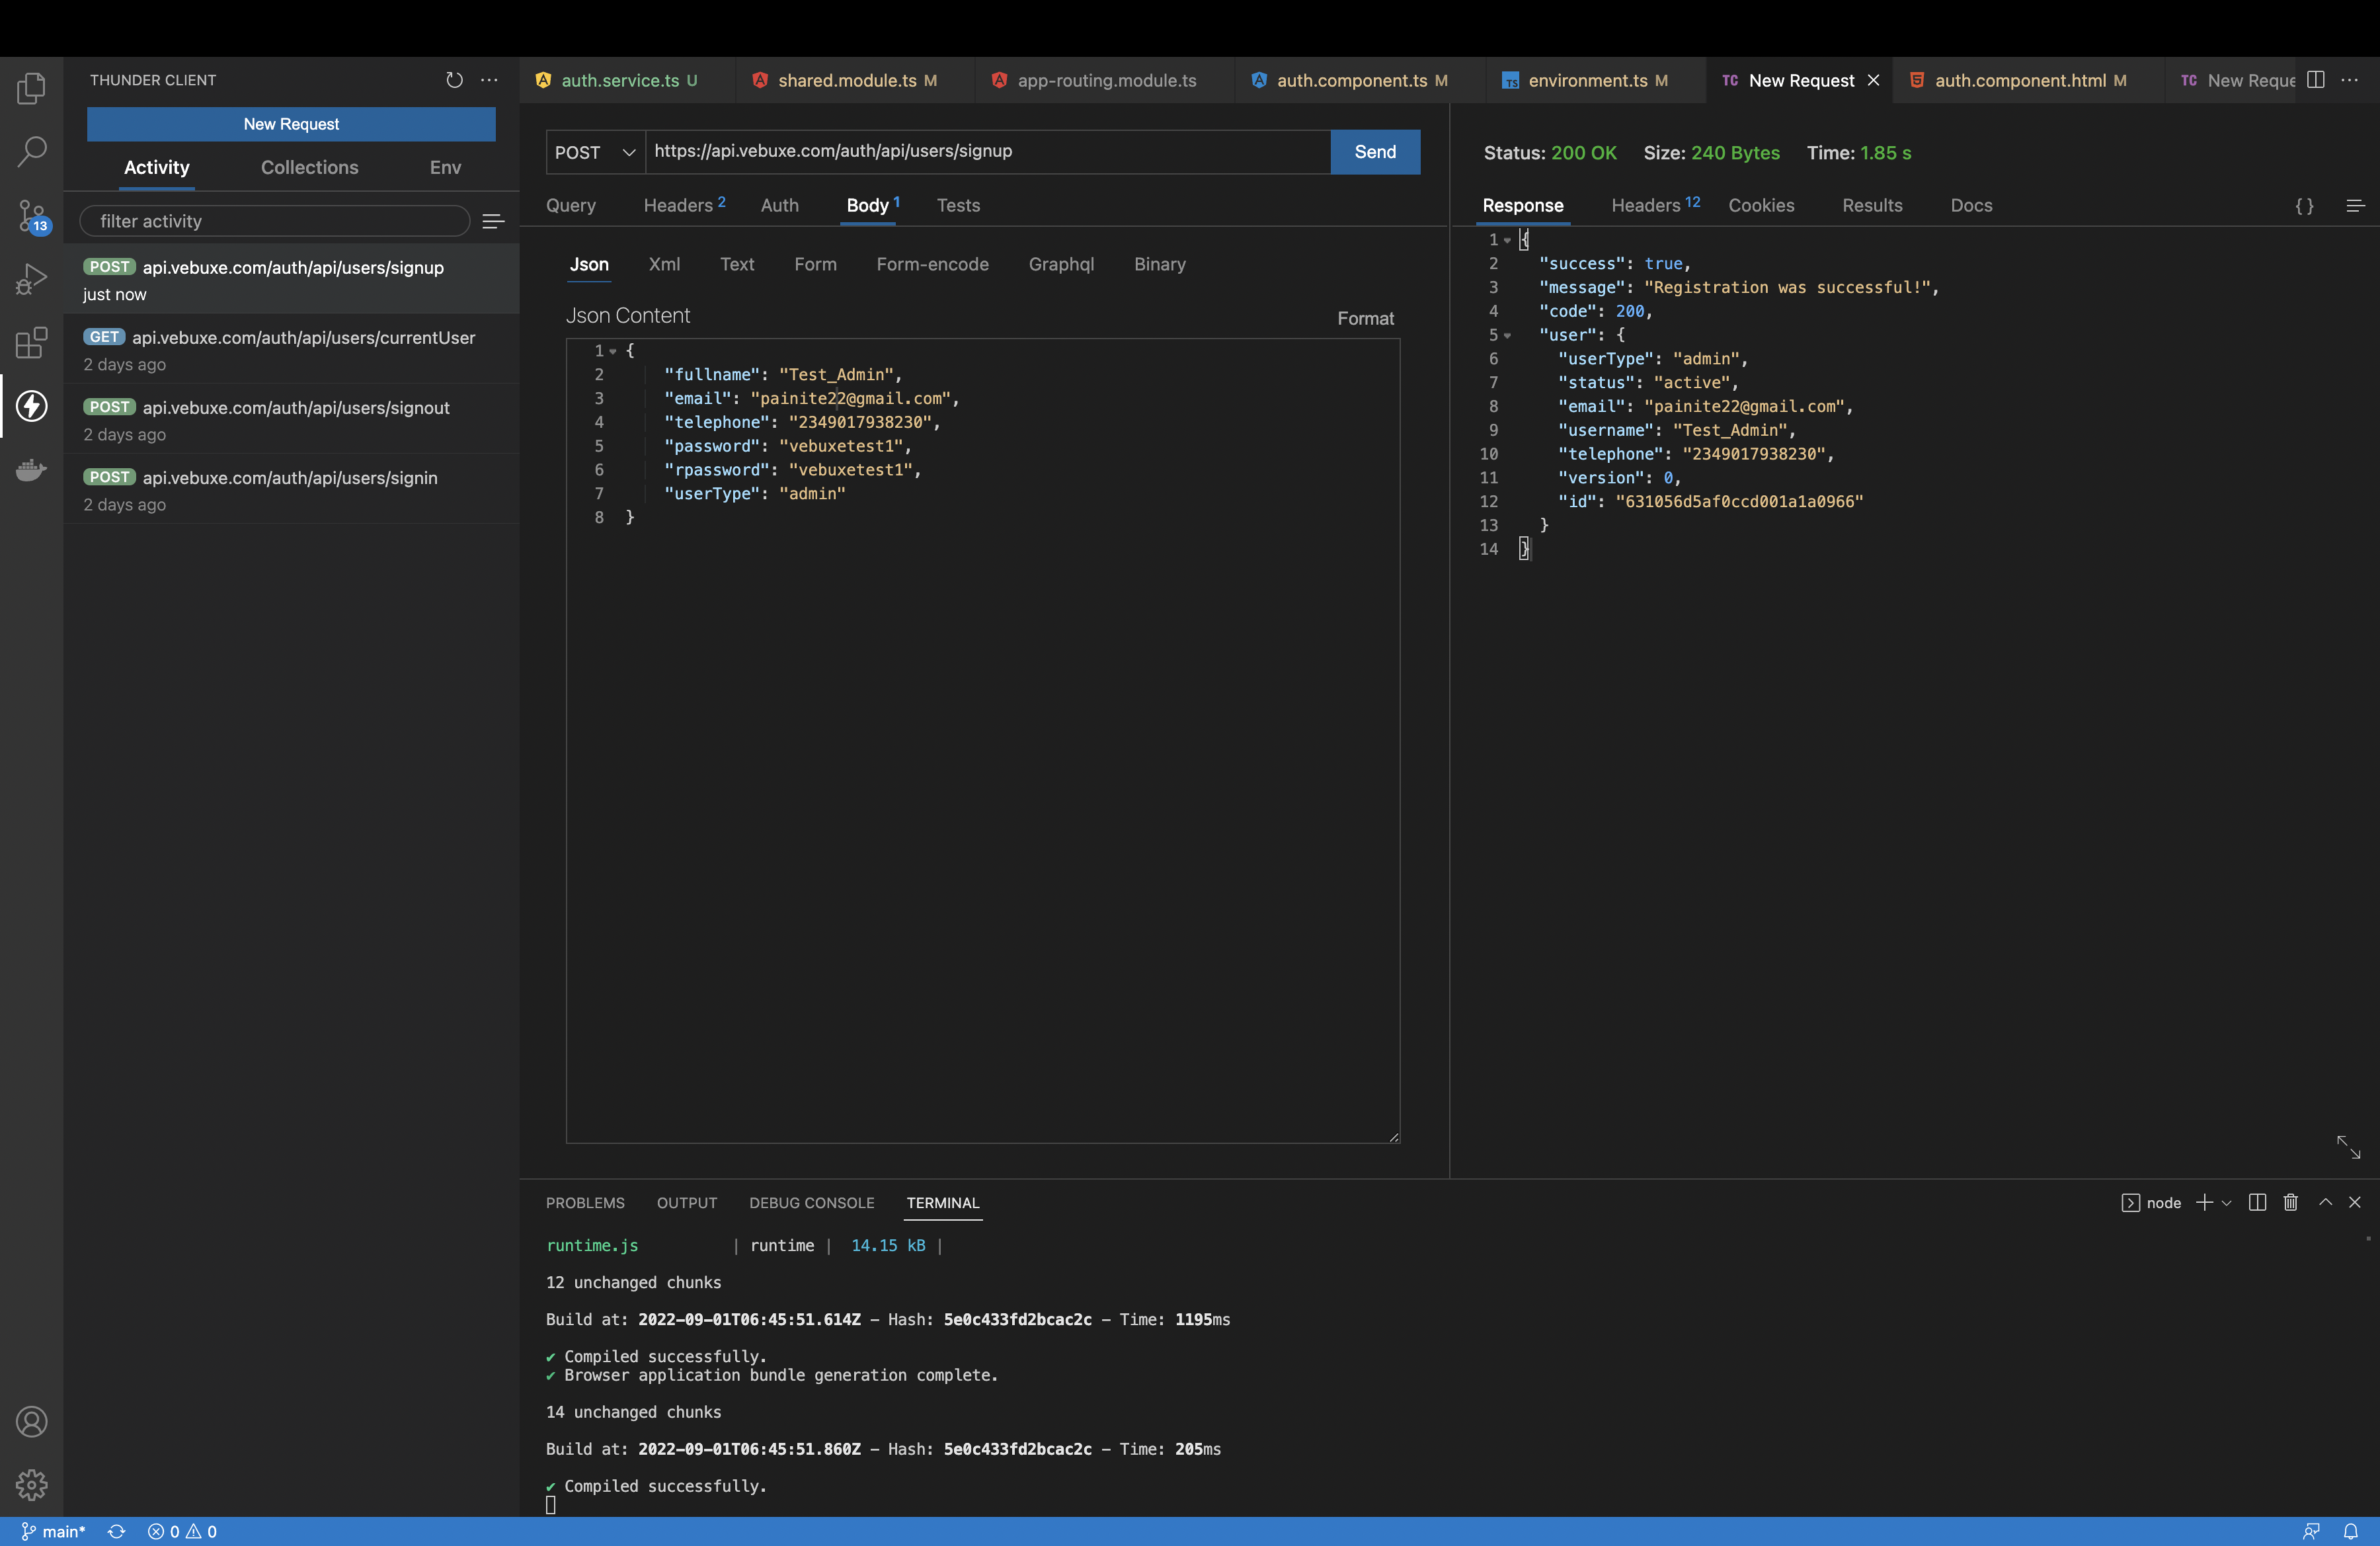 THUNDER CLIENT
New Request
Activity Collections Env
filter activity
POST api.vebuxe.com/auth/api/users/signup
just now
GET api.vebuxe.com/auth/api/users/currentUser
2 days ago
POST api.vebuxe.com/auth/api/users/signout
2 days ago
POST api.vebuxe.com/auth/api/users/signin
2 days ago
13
auth.service.ts U shared.module.ts M app-routing.module.ts auth.component.ts M TS environment.ts M TC New Request auth.component.html M TC New Reque
POST https://api.vebuxe.com/auth/api/users/signup Send
Query Headers 2 Auth Body 1 Tests
Json Xml Text Form Form-encode Graphql Binary
Json Content Format
1 {
2 "fullname": "Test_Admin",
3 "email": "painite22@gmail.com",
4 "telephone": "2349017938230",
5 "password": "vebuxetest1",
6 "rpassword": "vebuxetest1",
7 "userType": "admin"
8 }
Status: 200 OK Size: 240 Bytes Time: 1.85 s
Response Headers 12 Cookies Results Docs { }
1 {
2 "success": true,
3 "message": "Registration was successful!",
4 "code": 200,
5 "user": {
6 "userType": "admin",
7 "status": "active",
8 "email": "painite22@gmail.com",
9 "username": "Test_Admin",
10 "telephone": "2349017938230",
11 "version": 0,
12 "id": "631056d5af0ccd001a1a0966"
13 }
14 }
PROBLEMS OUTPUT DEBUG CONSOLE TERMINAL node
runtime.js | runtime | 14.15 kB |
12 unchanged chunks
Build at: 2022-09-01T06:45:51.614Z - Hash: 5e0c433fd2bcac2c - Time: 1195ms
✔ Compiled successfully.
✔ Browser application bundle generation complete.
14 unchanged chunks
Build at: 2022-09-01T06:45:51.860Z - Hash: 5e0c433fd2bcac2c - Time: 205ms
✔ Compiled successfully.
main* 0 0